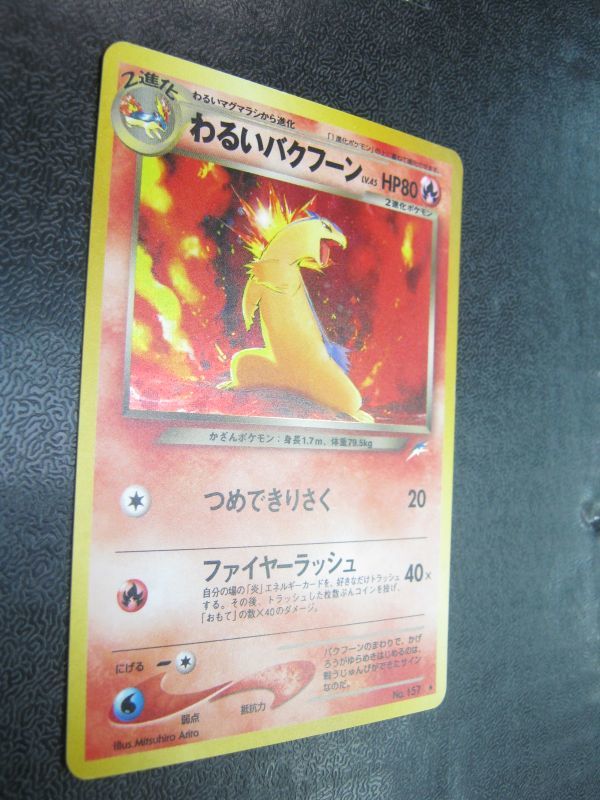 2進化
わるいマグマラシから進化
わるいバクフーン LV.45 HP80
2進化ポケモン
かざんポケモン：身長1.7m、体重79.5kg
つめできりさく 20
ファイヤーラッシュ 40×
自分の場の「炎」エネルギーカードを、好きなだけトラッシュ
する。その後、トラッシュした枚数ぶんコインを投げ、
「おもて」の数×40のダメージ。
にげる
バクフーンのまわりで、かげ
ろうがゆらめきはじめるのは、
戦うじゅんびができたサイン
なのだ。
弱点 抵抗力
No. 157
Illus. Mitsuhiro Arita